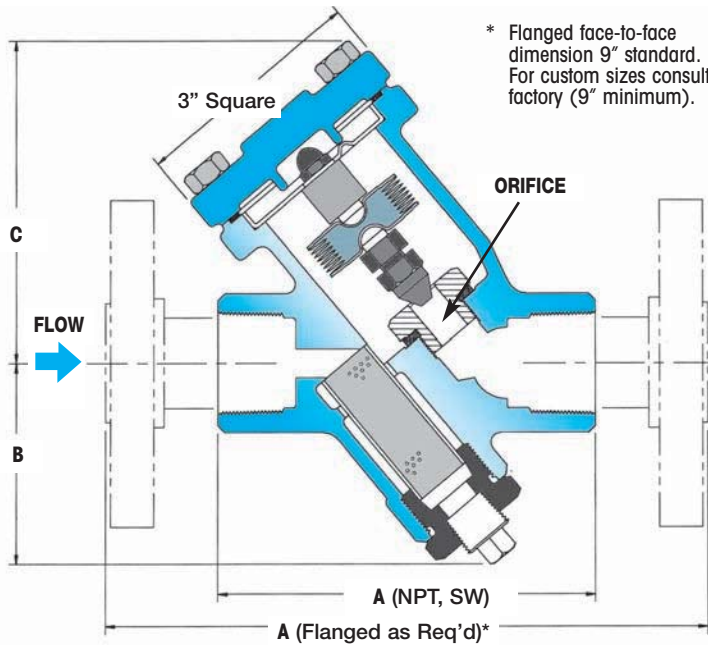 * Flanged face-to-face
dimension 9″ standard.
For custom sizes consult
factory (9″ minimum).
3” Square
ORIFICE
C
FLOW
B
A (NPT, SW)
A (Flanged as Req’d)*